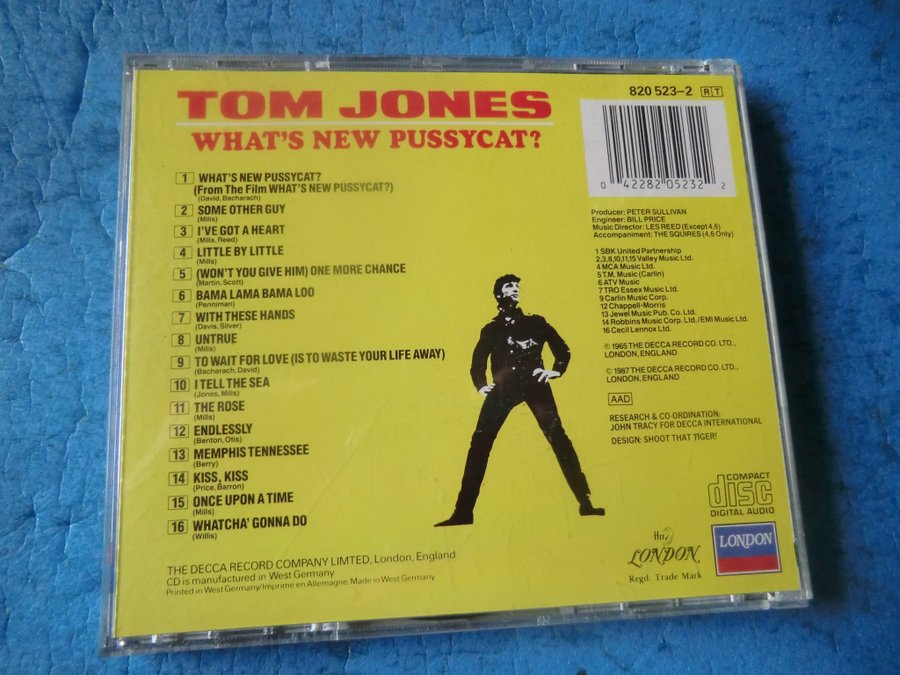 TOM JONES
WHAT'S NEW PUSSYCAT?
820 523-2 RT
0 42282 05232 2
1 WHAT'S NEW PUSSYCAT?
(From The Film WHAT'S NEW PUSSYCAT?)
(David, Bacharach)
2 SOME OTHER GUY
(Mills)
3 I'VE GOT A HEART
(Mills, Reed)
4 LITTLE BY LITTLE
(Mills)
5 (WON'T YOU GIVE HIM) ONE MORE CHANCE
(Martin, Scott)
6 BAMA LAMA BAMA LOO
(Penniman)
7 WITH THESE HANDS
(Davis, Silver)
8 UNTRUE
(Mills)
9 TO WAIT FOR LOVE (IS TO WASTE YOUR LIFE AWAY)
(Bacharach, David)
10 I TELL THE SEA
(Jones, Mills)
11 THE ROSE
(Mills)
12 ENDLESSLY
(Benton, Otis)
13 MEMPHIS TENNESSEE
(Berry)
14 KISS, KISS
(Price, Barron)
15 ONCE UPON A TIME
(Mills)
16 WHATCHA' GONNA DO
(Willis)
Producer: PETER SULLIVAN
Engineer: BILL PRICE
Music Director: LES REED (Except 4,6)
Accompaniment: THE SQUIRES (4,6 Only)
1 SBK United Partnership
2,3,8,10,11,15 Valley Music Ltd.
4 MCA Music Ltd.
5 T.M. Music (Carlin)
6 ATV Music
7 TRO Essex Music Ltd.
9 Carlin Music Corp.
12 Chappell-Morris
13 Jewel Music Pub. Co. Ltd.
14 Robbins Music Corp. Ltd./EMI Music Ltd.
16 Cecil Lennox Ltd.
℗ 1965 THE DECCA RECORD CO. LTD.,
LONDON, ENGLAND
© 1987 THE DECCA RECORD CO. LTD.,
LONDON, ENGLAND
AAD
RESEARCH & CO-ORDINATION:
JOHN TRACY FOR DECCA INTERNATIONAL
DESIGN: SHOOT THAT TIGER!
COMPACT
disc
DIGITAL AUDIO
ffrr
LONDON
Regd. Trade Mark
LONDON
THE DECCA RECORD COMPANY LIMTED, London, England
CD is manufactured in West Germany
Printed in West Germany/Imprime en Allemagne Made in West Germany